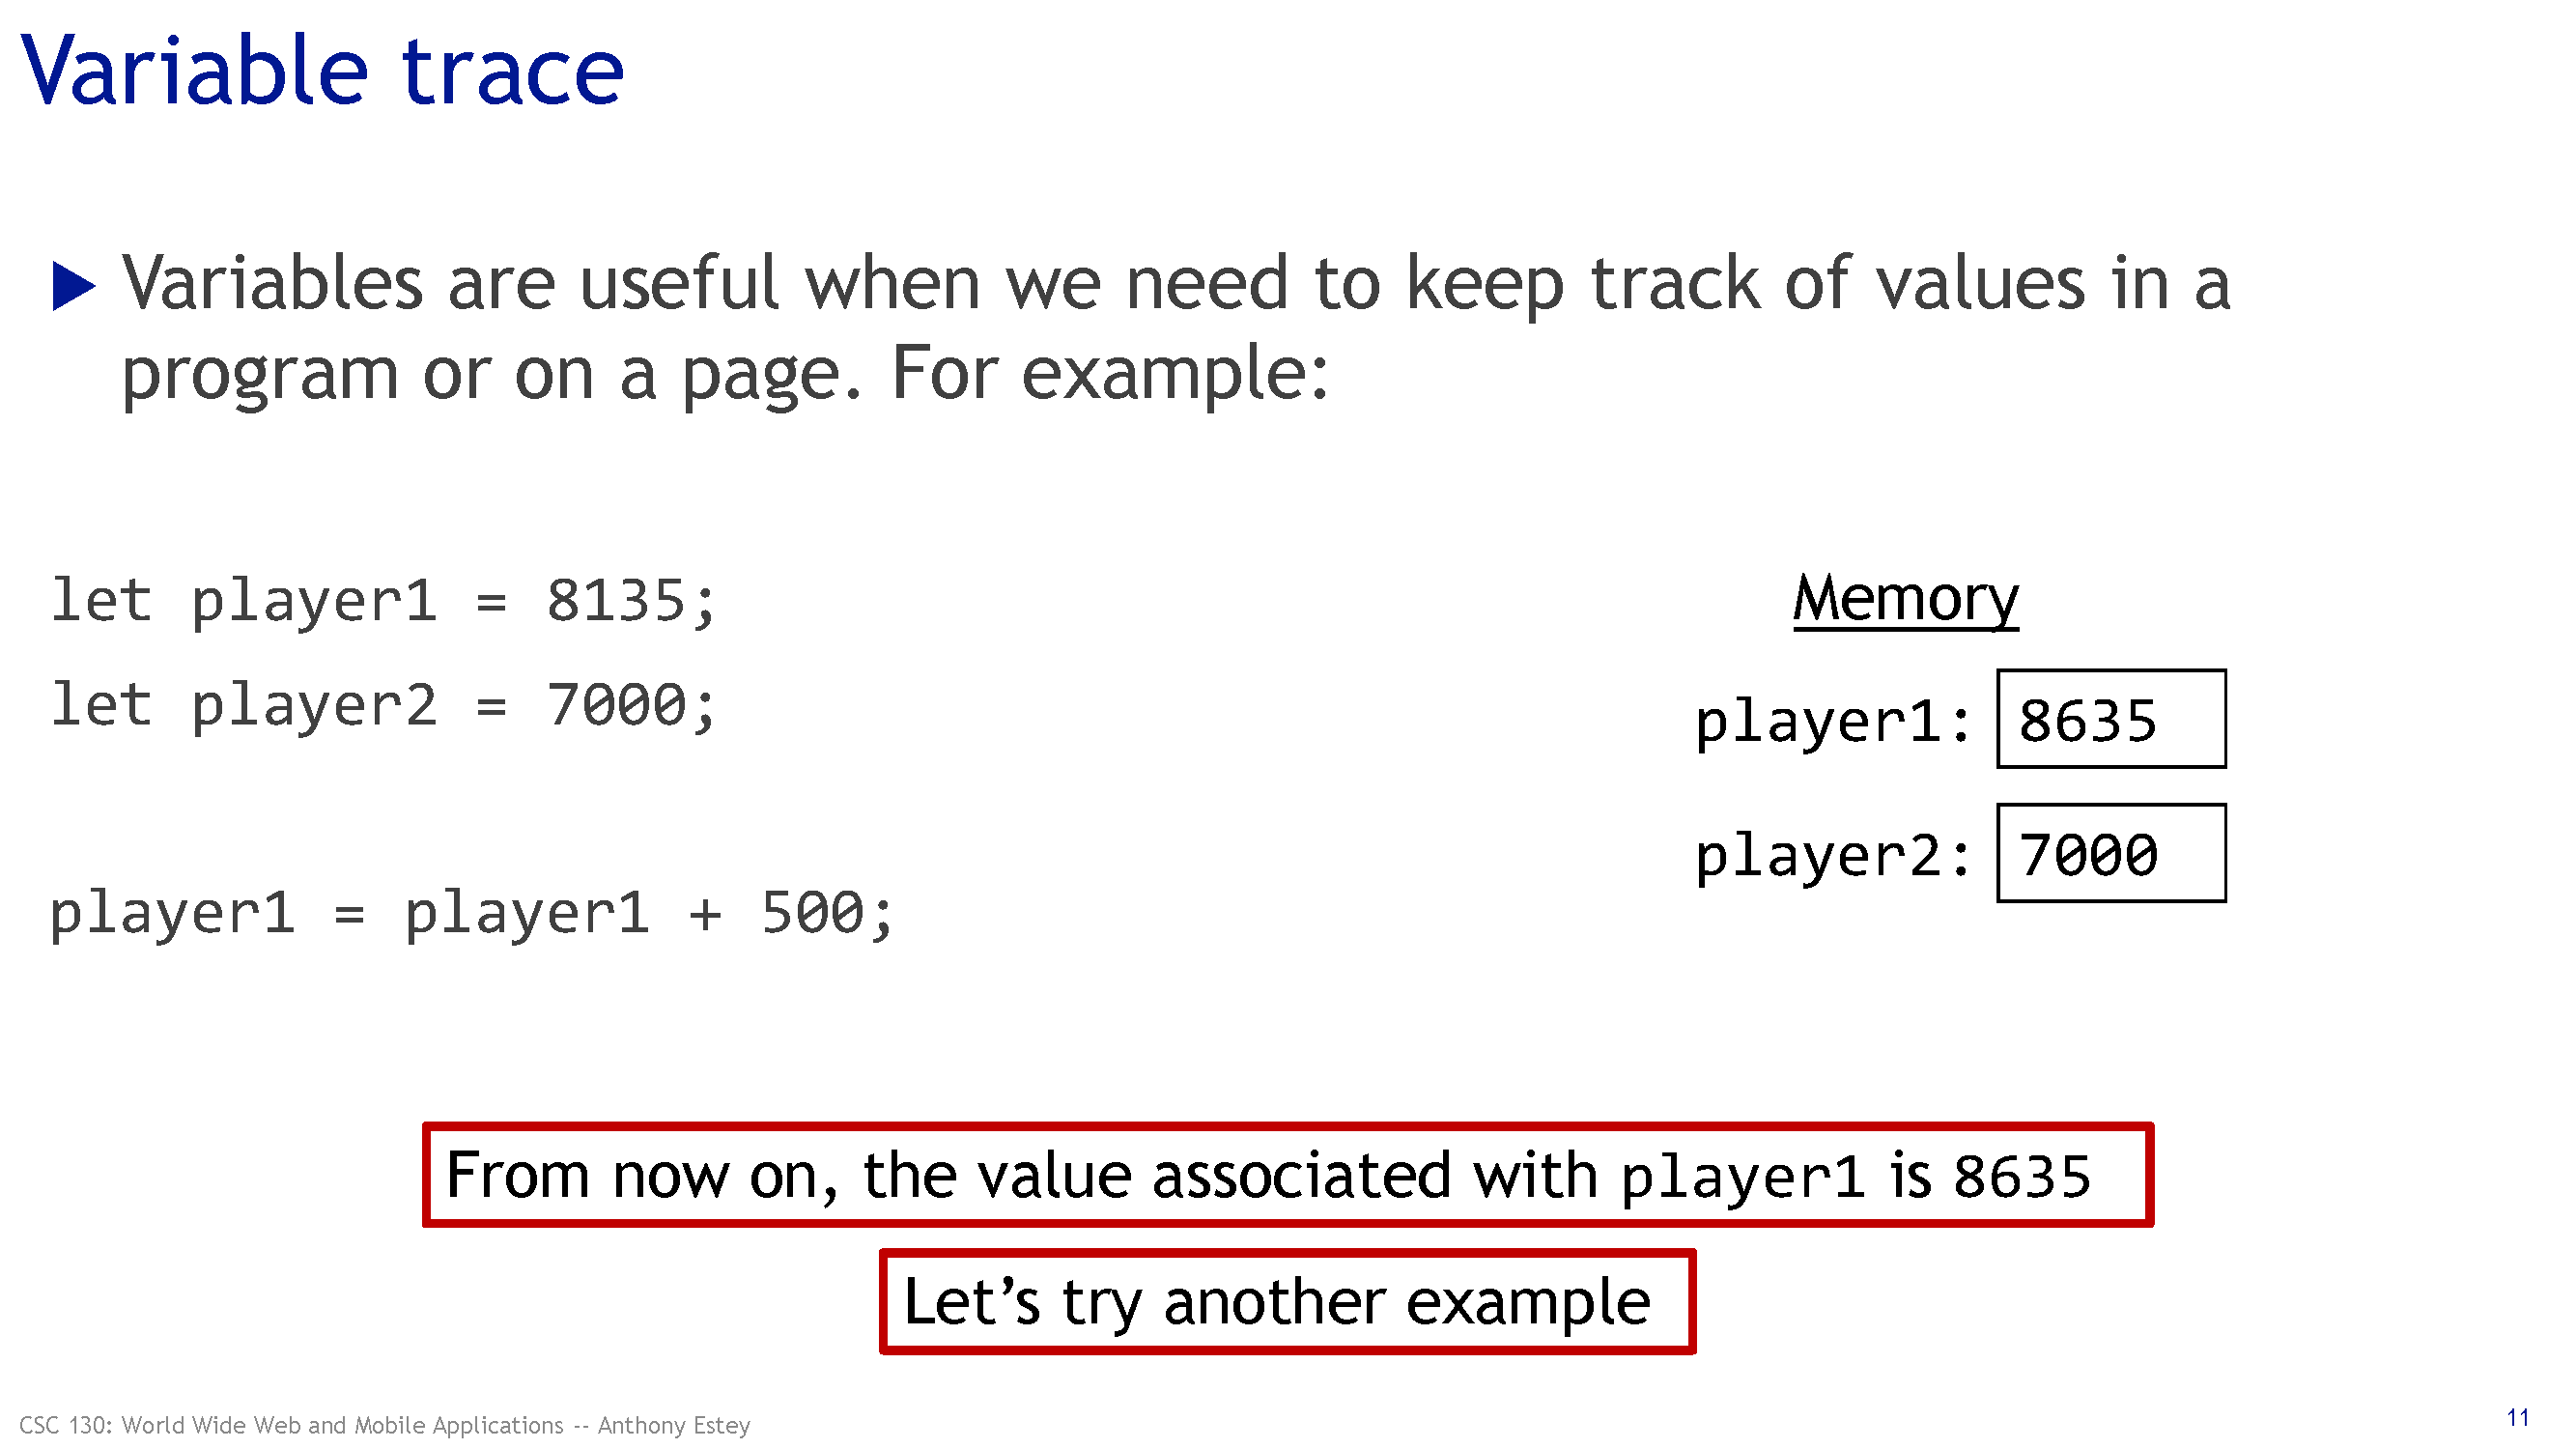 Variable trace
Variables are useful when we need to keep track of values in a
program or on a page. For example:
let player1 = 8135;
let player2 = 7000;
player1 = player1 + 500;
Memory
player1: 8635
player2: 7000
From now on, the value associated with player1 is 8635
Let’s try another example
CSC 130: World Wide Web and Mobile Applications -- Anthony Estey
11